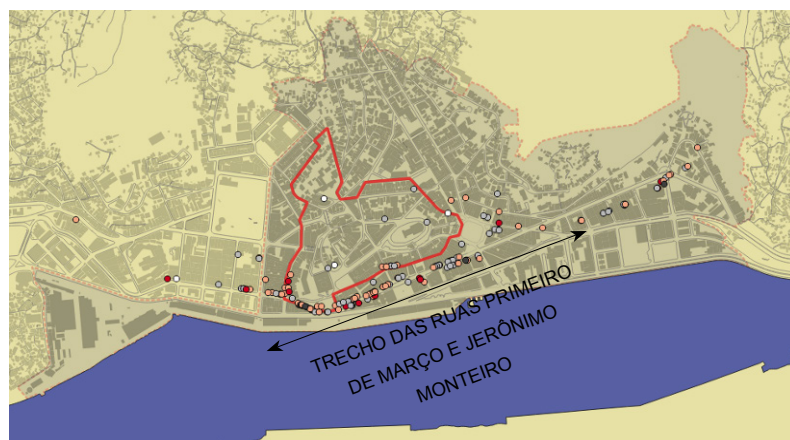 TRECHO DAS RUAS PRIMEIRO
DE MARÇO E JERÔNIMO
MONTEIRO